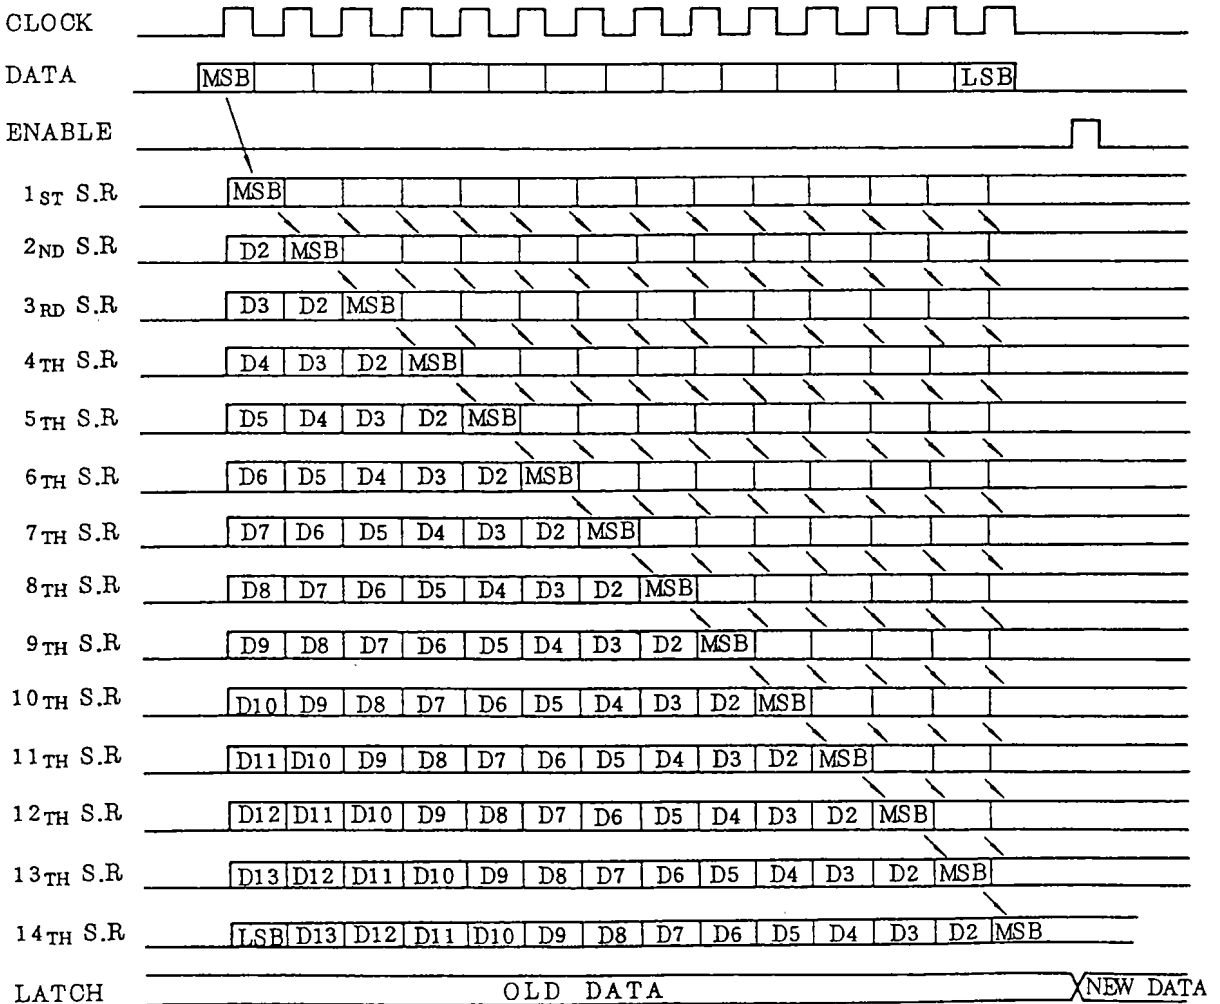 CLOCK
DATA MSB LSB
ENABLE
1ST S.R MSB
2ND S.R D2 MSB
3RD S.R D3 D2 MSB
4TH S.R D4 D3 D2 MSB
5TH S.R D5 D4 D3 D2 MSB
6TH S.R D6 D5 D4 D3 D2 MSB
7TH S.R D7 D6 D5 D4 D3 D2 MSB
8TH S.R D8 D7 D6 D5 D4 D3 D2 MSB
9TH S.R D9 D8 D7 D6 D5 D4 D3 D2 MSB
10TH S.R D10 D9 D8 D7 D6 D5 D4 D3 D2 MSB
11TH S.R D11 D10 D9 D8 D7 D6 D5 D4 D3 D2 MSB
12TH S.R D12 D11 D10 D9 D8 D7 D6 D5 D4 D3 D2 MSB
13TH S.R D13 D12 D11 D10 D9 D8 D7 D6 D5 D4 D3 D2 MSB
14TH S.R LSB D13 D12 D11 D10 D9 D8 D7 D6 D5 D4 D3 D2 MSB
LATCH OLD DATA NEW DATA